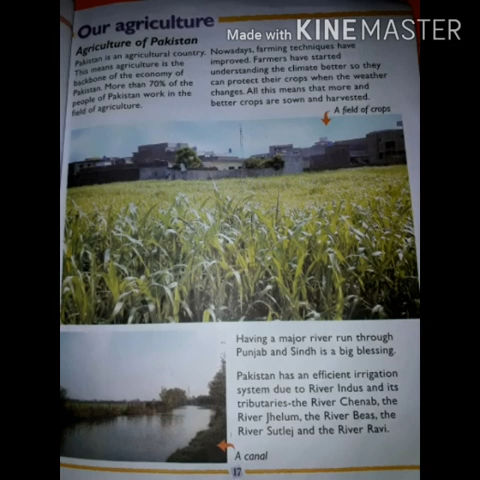 Our agriculture
Made with KINEMASTER
Agriculture of Pakistan
Pakistan is an agricultural country.
This means agriculture is the
backbone of the economy of
Pakistan. More than 70% of the
people of Pakistan work in the
field of agriculture.
Nowadays, farming techniques have
improved. Farmers have started
understanding the climate better so they
can protect their crops when the weather
changes. All this means that more and
better crops are sown and harvested.
A field of crops
Having a major river run through
Punjab and Sindh is a big blessing.
Pakistan has an efficient irrigation
system due to River Indus and its
tributaries-the River Chenab, the
River Jhelum, the River Beas, the
River Sutlej and the River Ravi.
A canal
17